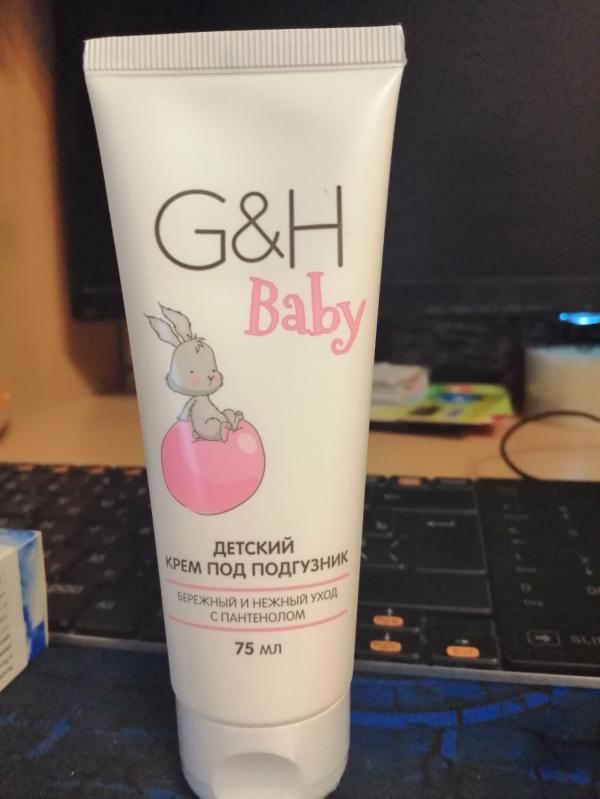 G&H
Baby
ДЕТСКИЙ
КРЕМ ПОД ПОДГУЗНИК
БЕРЕЖНЫЙ И НЕЖНЫЙ УХОД
С ПАНТЕНОЛОМ
75 МЛ